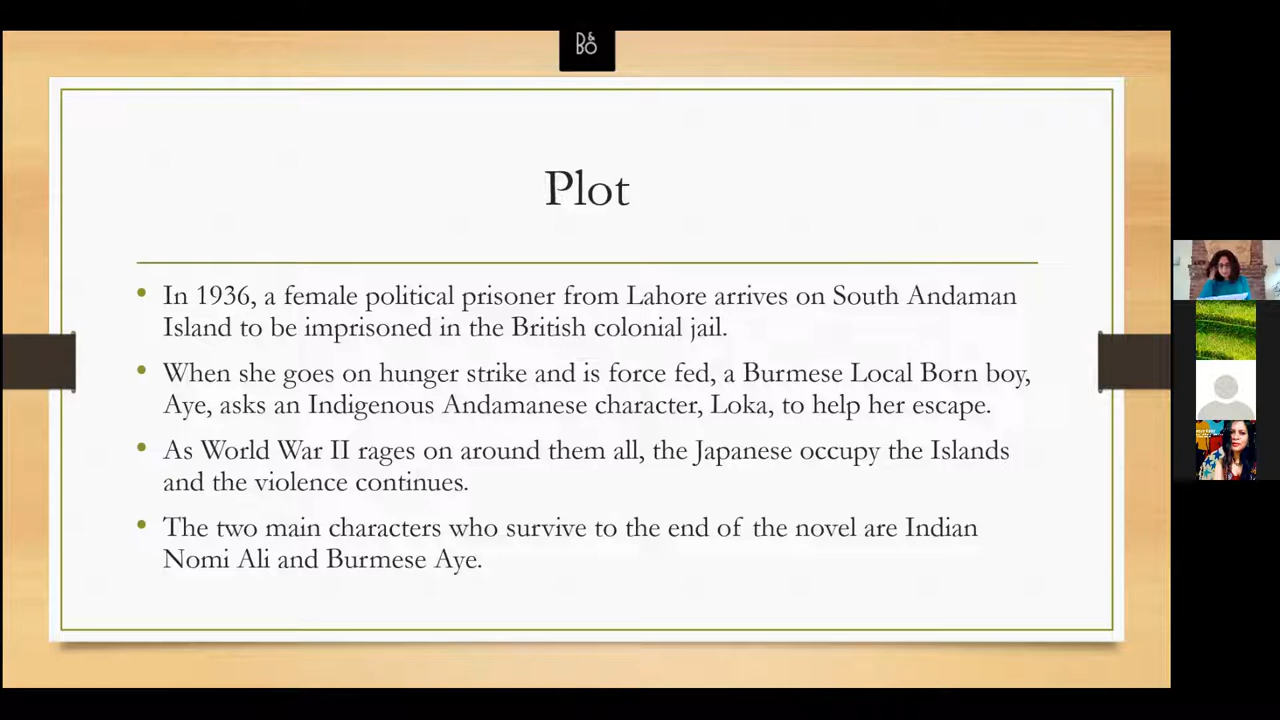 B&O
Plot
• In 1936, a female political prisoner from Lahore arrives on South Andaman
Island to be imprisoned in the British colonial jail.
• When she goes on hunger strike and is force fed, a Burmese Local Born boy,
Aye, asks an Indigenous Andamanese character, Loka, to help her escape.
• As World War II rages on around them all, the Japanese occupy the Islands
and the violence continues.
• The two main characters who survive to the end of the novel are Indian
Nomi Ali and Burmese Aye.